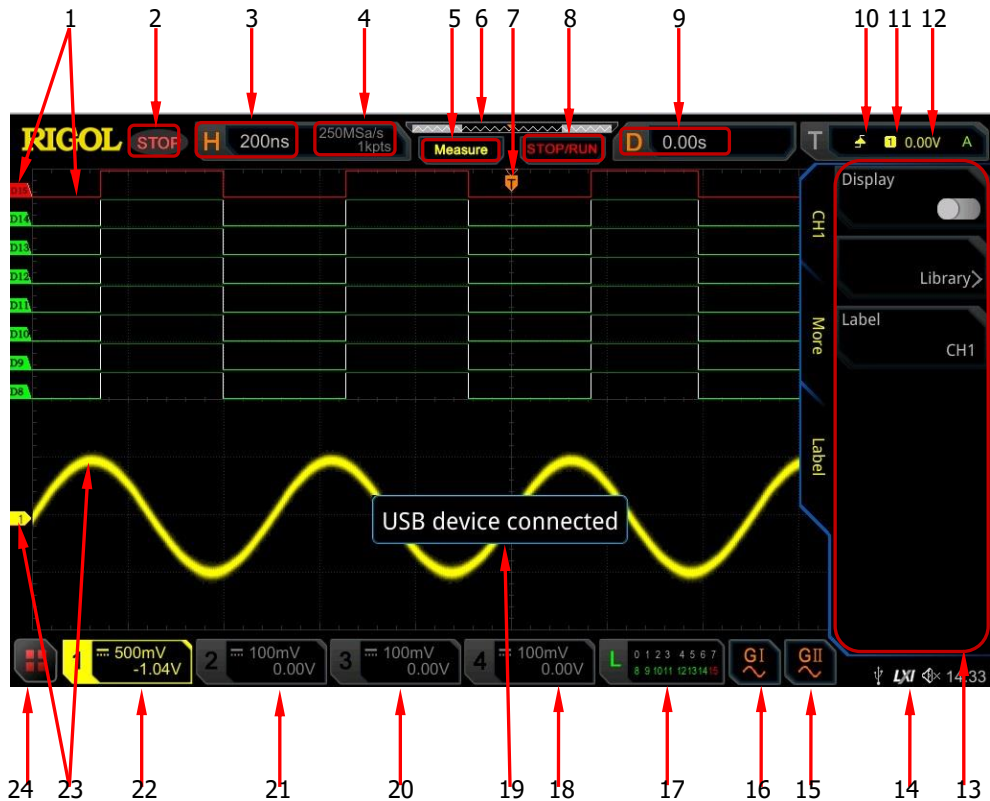 1 2 3 4 5 6 7 8 9 10 11 12
RIGOL STOP H 200ns 250MSa/s 1kpts Measure STOP/RUN D 0.00s T 1 0.00V A
T
D15
D14
D13
D12
D11
D10
D9
D8
1
CH1
More
Label
Display
Library>
Label
CH1
USB device connected
1 500mV -1.04V
2 100mV 0.00V
3 100mV 0.00V
4 100mV 0.00V
L 0 1 2 3 4 5 6 7
8 9 10 11 12 13 14 15
GI
GII
LXI 14:33
24 23 22 21 20 19 18 17 16 15 14 13